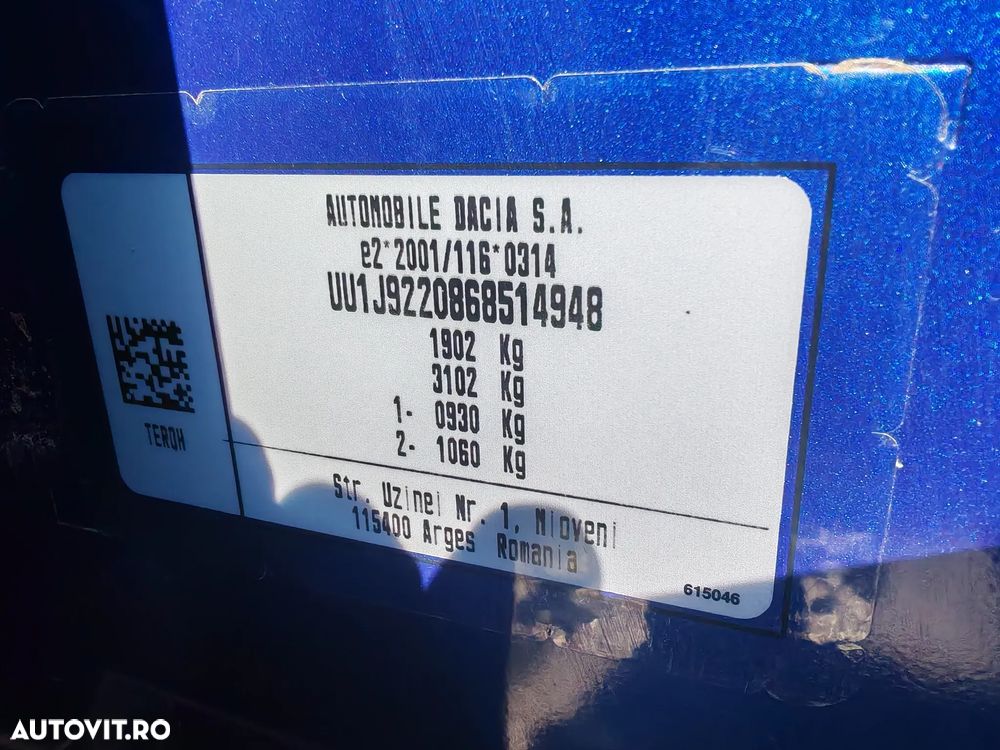 AUTOMOBILE DACIA S.A.
e2*2001/116*0314
UU1J9220868514948
1902 Kg
3102 Kg
1- 0930 Kg
2- 1060 Kg
TEROH
Str. Uzinei Nr. 1, Mioveni
115400 Arges Romania
615046
AUTOVIT.RO